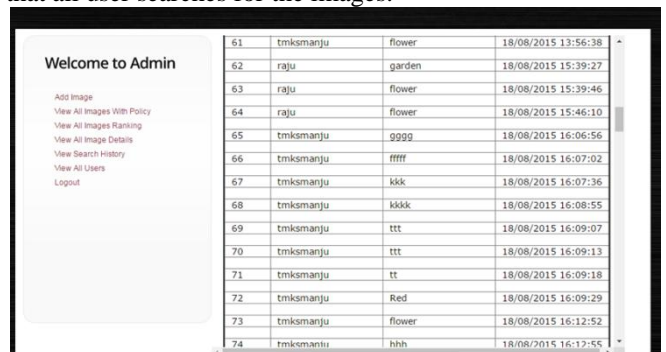 that all user searches for the images.
Welcome to Admin
Add Image
View All Images With Policy
View All Images Ranking
View All Image Details
View Search History
View All Users
Logout
61 tmksmanju flower 18/08/2015 13:56:38
62 raju garden 18/08/2015 15:39:27
63 raju flower 18/08/2015 15:39:46
64 raju flower 18/08/2015 15:46:10
65 tmksmanju gggg 18/08/2015 16:06:56
66 tmksmanju fffff 18/08/2015 16:07:02
67 tmksmanju kkk 18/08/2015 16:07:36
68 tmksmanju kkkk 18/08/2015 16:08:55
69 tmksmanju ttt 18/08/2015 16:09:07
70 tmksmanju ttt 18/08/2015 16:09:13
71 tmksmanju tt 18/08/2015 16:09:18
72 tmksmanju Red 18/08/2015 16:09:29
73 tmksmanju flower 18/08/2015 16:12:52
74 tmksmanju hhh 18/08/2015 16:12:55